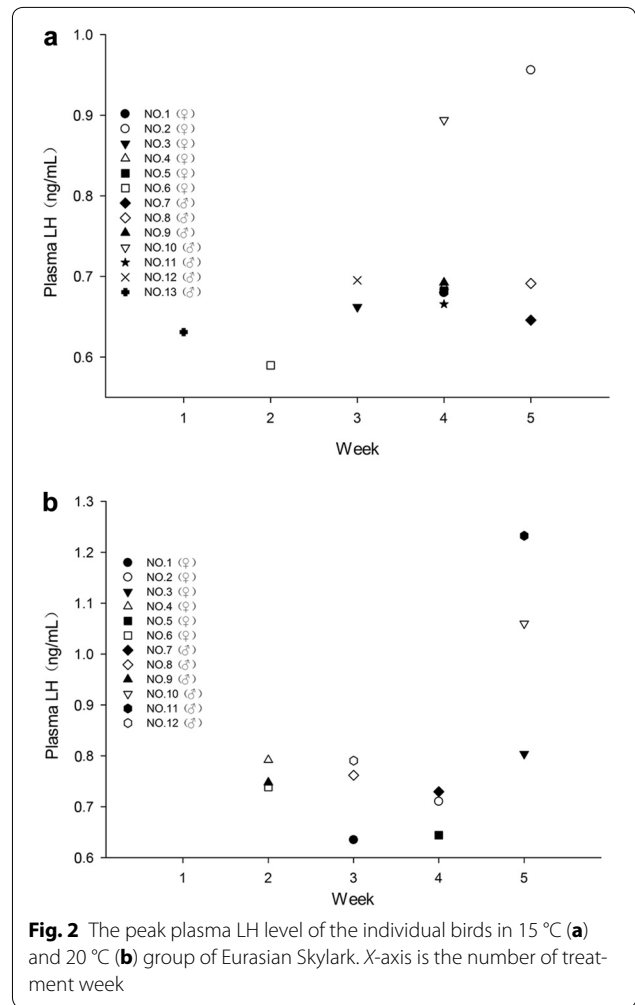 a
Plasma LH (ng/mL)
1.0
0.9
0.8
0.7
0.6
NO.1 (♀)
NO.2 (♀)
NO.3 (♀)
NO.4 (♀)
NO.5 (♀)
NO.6 (♀)
NO.7 (♂)
NO.8 (♂)
NO.9 (♂)
NO.10 (♂)
NO.11 (♂)
NO.12 (♂)
NO.13 (♂)
1 2 3 4 5
Week
b
Plasma LH (ng/mL)
1.3
1.2
1.1
1.0
0.9
0.8
0.7
0.6
NO.1 (♀)
NO.2 (♀)
NO.3 (♀)
NO.4 (♀)
NO.5 (♀)
NO.6 (♀)
NO.7 (♂)
NO.8 (♂)
NO.9 (♂)
NO.10 (♂)
NO.11 (♂)
NO.12 (♂)
1 2 3 4 5
Week
Fig. 2 The peak plasma LH level of the individual birds in 15 °C (a)
and 20 °C (b) group of Eurasian Skylark. X-axis is the number of treat-
ment week